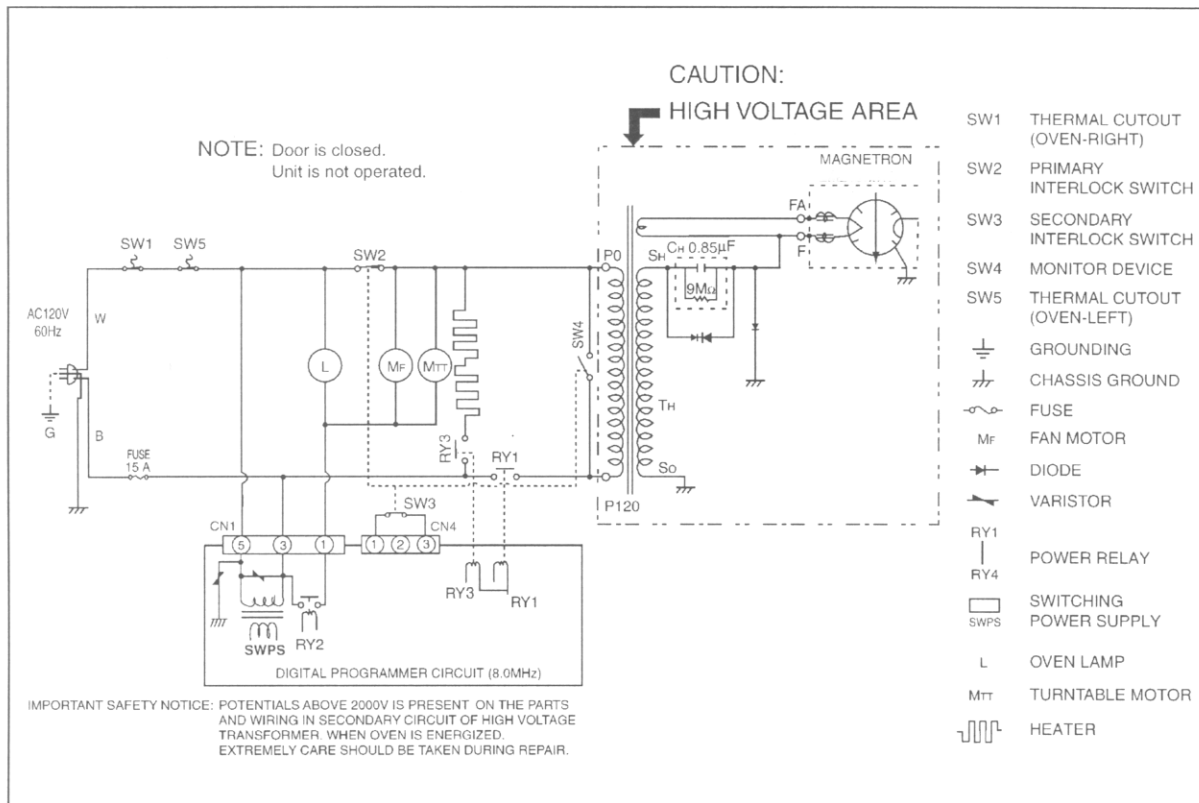 CAUTION:
HIGH VOLTAGE AREA
NOTE: Door is closed.
Unit is not operated.
MAGNETRON
FA
F
CH 0.85µF
9MΩ
P0
SH
SW1
SW5
SW2
AC120V
60Hz
W
L
MF
MTT
SW4
TH
G
B
FUSE
15 A
RY3
RY1
SO
P120
SW3
CN1
CN4
5
3
1
1
2
3
RY3
RY1
RY2
SWPS
DIGITAL PROGRAMMER CIRCUIT (8.0MHz)
IMPORTANT SAFETY NOTICE: POTENTIALS ABOVE 2000V IS PRESENT ON THE PARTS
AND WIRING IN SECONDARY CIRCUIT OF HIGH VOLTAGE
TRANSFORMER. WHEN OVEN IS ENERGIZED.
EXTREMELY CARE SHOULD BE TAKEN DURING REPAIR.
SW1 THERMAL CUTOUT
(OVEN-RIGHT)
SW2 PRIMARY
INTERLOCK SWITCH
SW3 SECONDARY
INTERLOCK SWITCH
SW4 MONITOR DEVICE
SW5 THERMAL CUTOUT
(OVEN-LEFT)
GROUNDING
CHASSIS GROUND
FUSE
MF FAN MOTOR
DIODE
VARISTOR
RY1
POWER RELAY
RY4
SWITCHING
SWPS POWER SUPPLY
L OVEN LAMP
MTT TURNTABLE MOTOR
HEATER